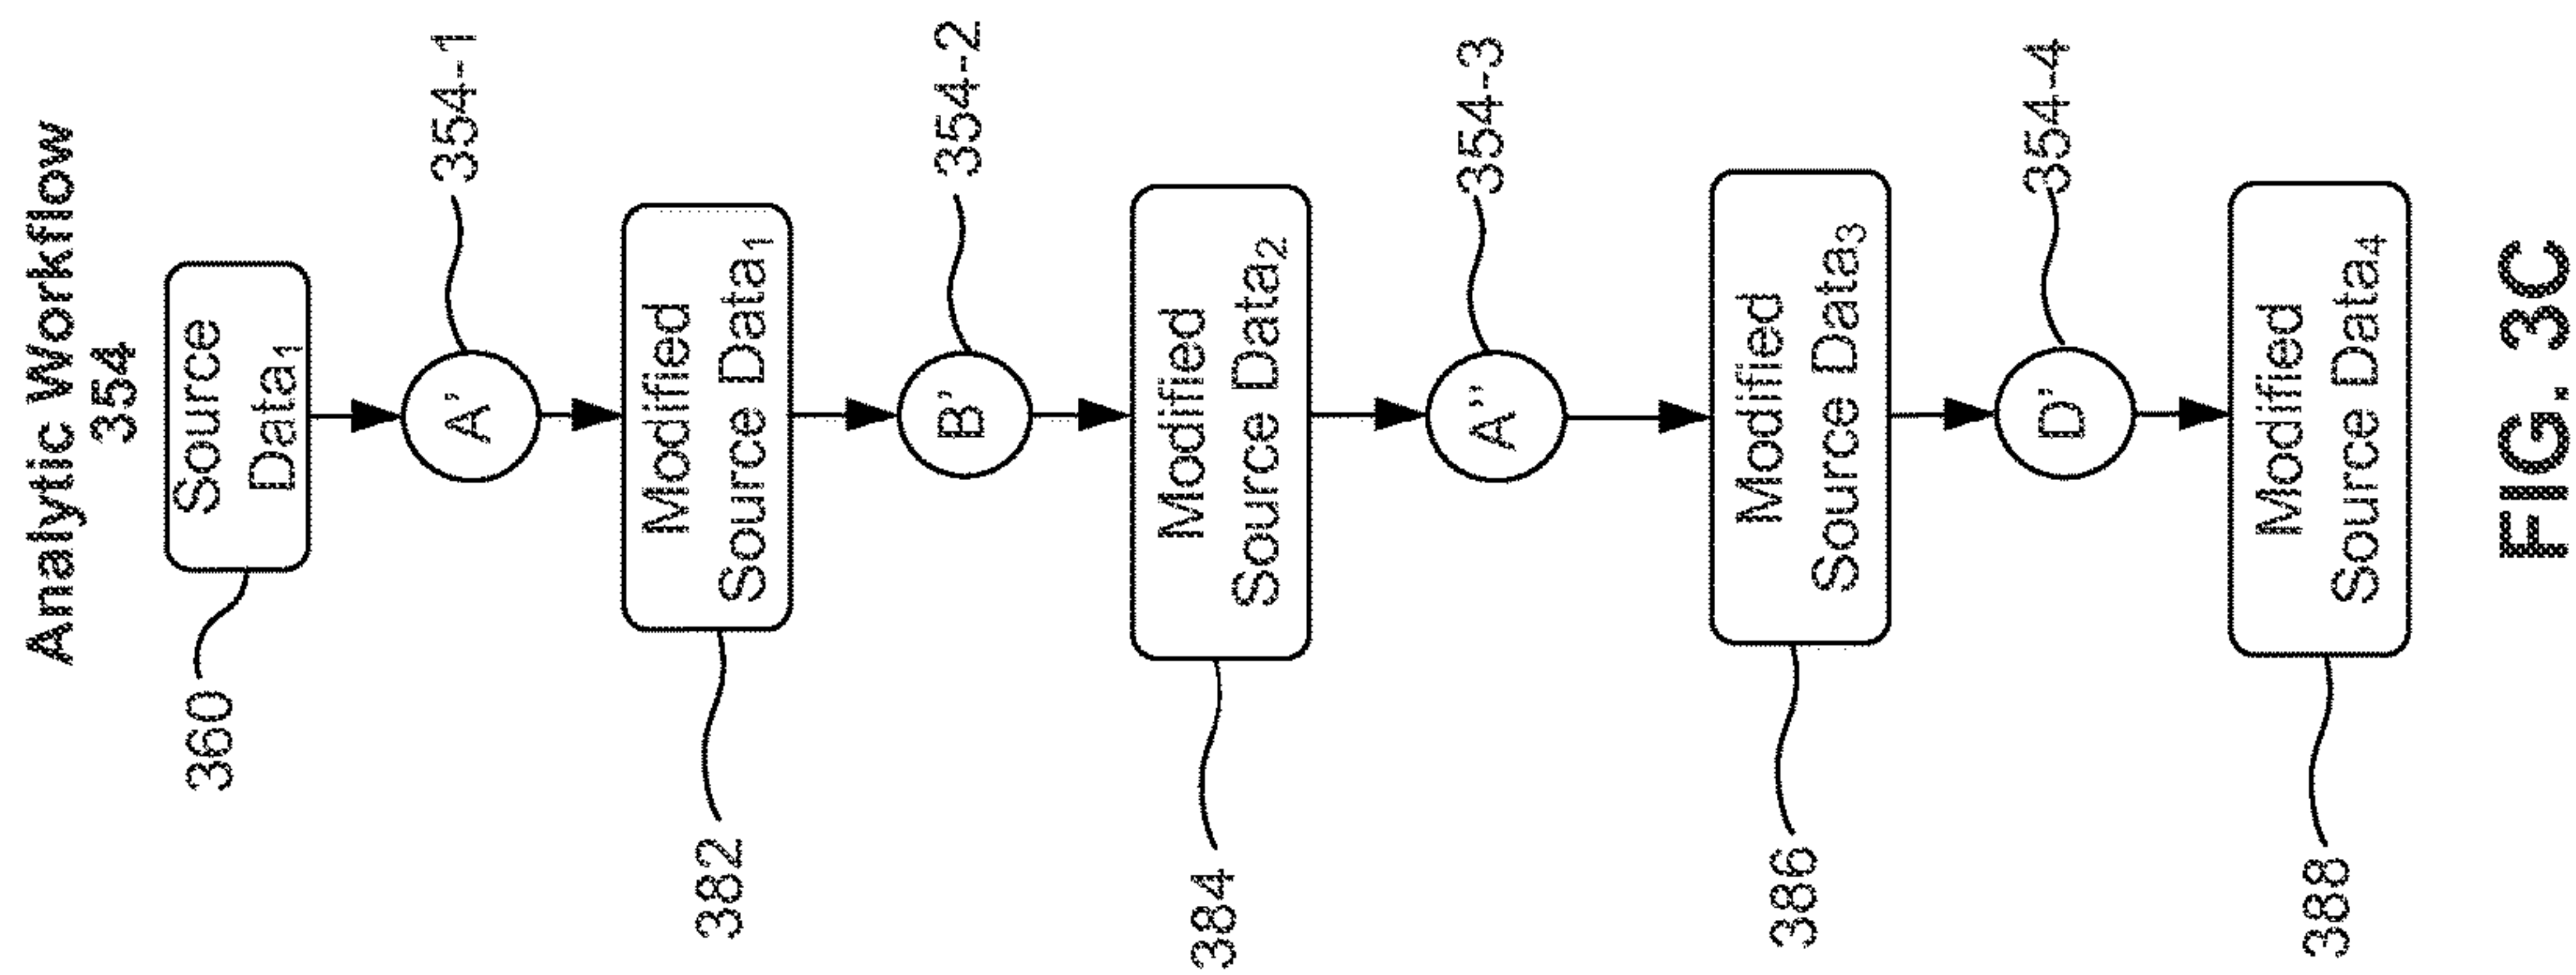 Analytic Workflow
354
360
Source
Data₁
A'
354-1
382
Modified
Source Data₁
B'
354-2
384
Modified
Source Data₂
A''
354-3
386
Modified
Source Data₃
D'
354-4
388
Modified
Source Data₄
FIG. 3C